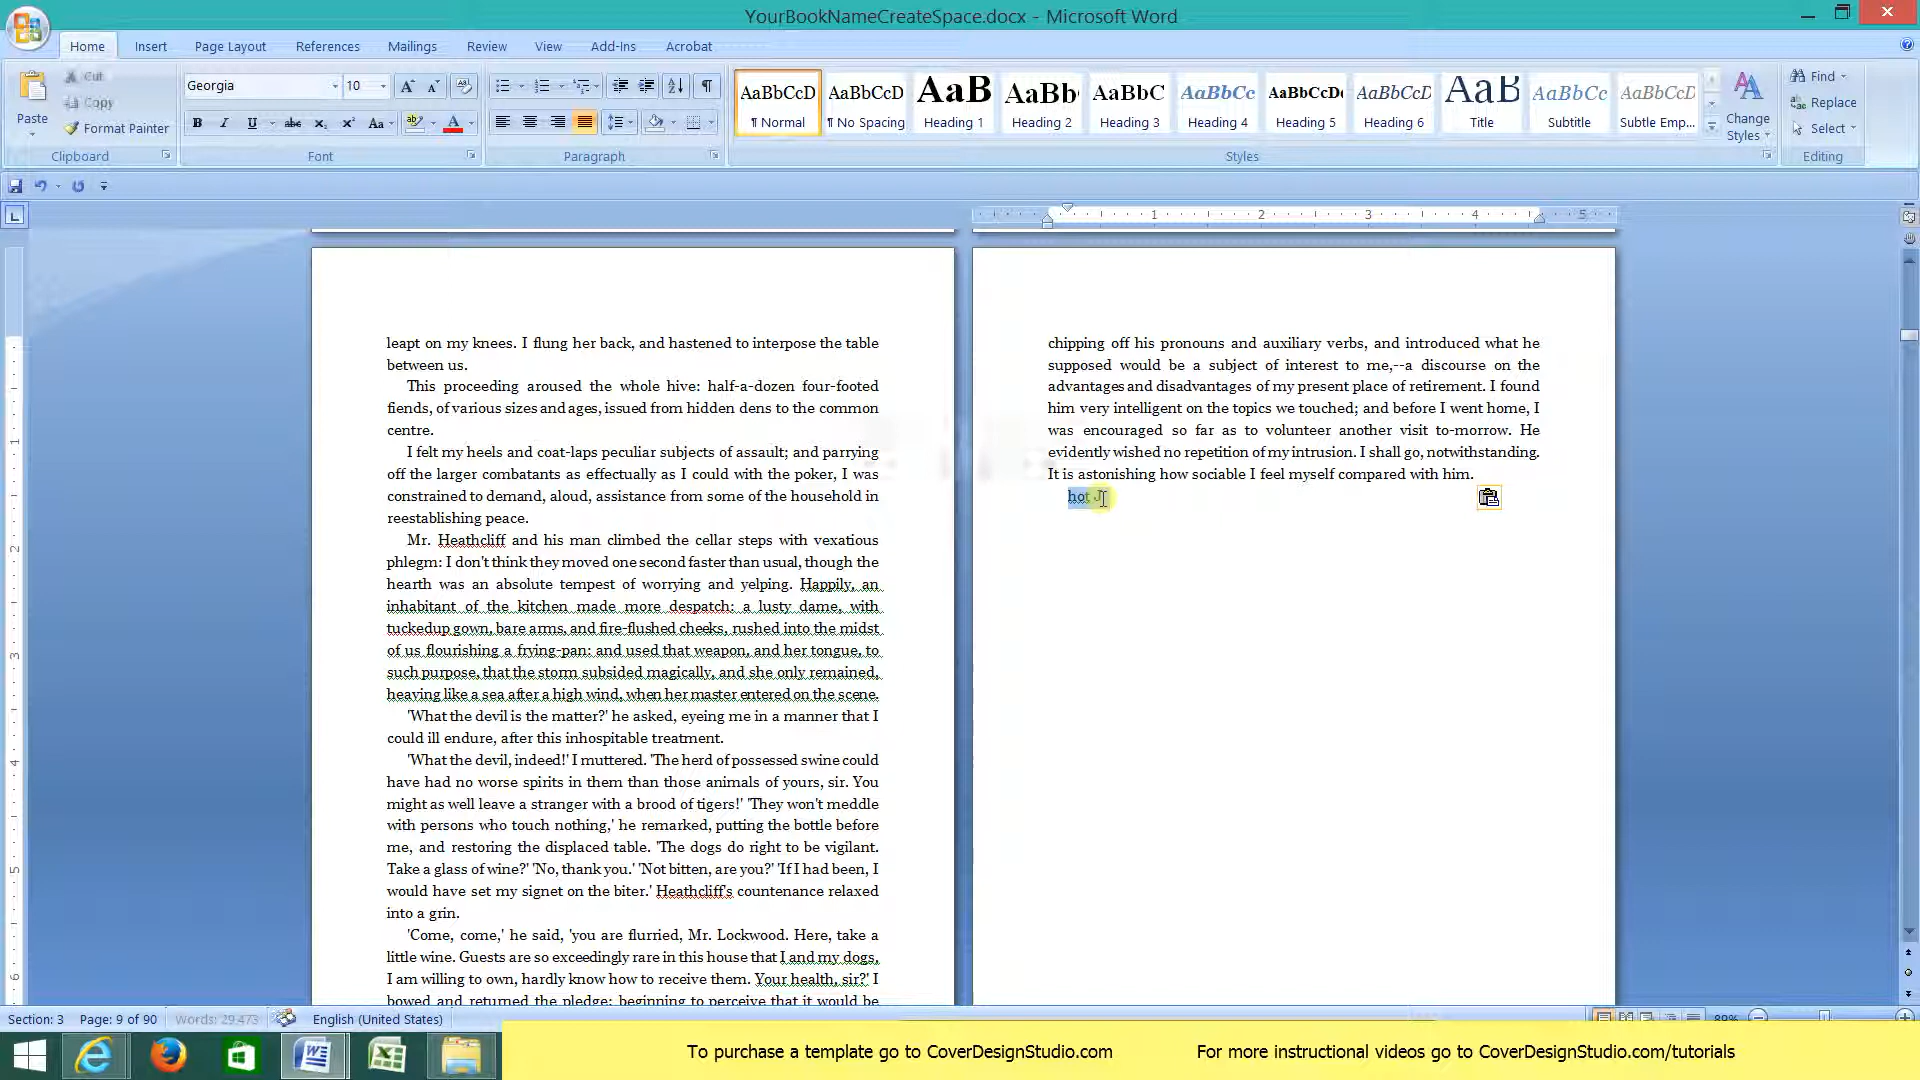 YourBookNameCreateSpace.docx - Microsoft Word
Home Insert Page Layout References Mailings Review View Add-Ins Acrobat
Paste
Cut
Copy
Format Painter
Clipboard
Georgia 10
Font
Paragraph
AaBbCcD AaBbCcD AaB AaBb AaBbC AaBbCc AaBbCcD AaBbCcD AaB AaBbCc AaBbCcD
¶ Normal ¶ No Spacing Heading 1 Heading 2 Heading 3 Heading 4 Heading 5 Heading 6 Title Subtitle Subtle Emp...
Change
Styles
Styles
Find
Replace
Select
Editing
1 2 3 4 5
leapt on my knees. I flung her back, and hastened to interpose the table
between us.
This proceeding aroused the whole hive: half-a-dozen four-footed
fiends, of various sizes and ages, issued from hidden dens to the common
centre.
I felt my heels and coat-laps peculiar subjects of assault; and parrying
off the larger combatants as effectually as I could with the poker, I was
constrained to demand, aloud, assistance from some of the household in
reestablishing peace.
Mr. Heathcliff and his man climbed the cellar steps with vexatious
phlegm: I don't think they moved one second faster than usual, though the
hearth was an absolute tempest of worrying and yelping. Happily, an
inhabitant of the kitchen made more despatch: a lusty dame, with
tuckedup gown, bare arms, and fire-flushed cheeks, rushed into the midst
of us flourishing a frying-pan: and used that weapon, and her tongue, to
such purpose, that the storm subsided magically, and she only remained,
heaving like a sea after a high wind, when her master entered on the scene.
'What the devil is the matter?' he asked, eyeing me in a manner that I
could ill endure, after this inhospitable treatment.
'What the devil, indeed!' I muttered. 'The herd of possessed swine could
have had no worse spirits in them than those animals of yours, sir. You
might as well leave a stranger with a brood of tigers!' 'They won't meddle
with persons who touch nothing,' he remarked, putting the bottle before
me, and restoring the displaced table. 'The dogs do right to be vigilant.
Take a glass of wine?' 'No, thank you.' 'Not bitten, are you?' 'If I had been, I
would have set my signet on the biter.' Heathcliff's countenance relaxed
into a grin.
'Come, come,' he said, 'you are flurried, Mr. Lockwood. Here, take a
little wine. Guests are so exceedingly rare in this house that I and my dogs,
I am willing to own, hardly know how to receive them. Your health, sir?' I
bowed and returned the pledge; beginning to perceive that it would be
chipping off his pronouns and auxiliary verbs, and introduced what he
supposed would be a subject of interest to me,--a discourse on the
advantages and disadvantages of my present place of retirement. I found
him very intelligent on the topics we touched; and before I went home, I
was encouraged so far as to volunteer another visit to-morrow. He
evidently wished no repetition of my intrusion. I shall go, notwithstanding.
It is astonishing how sociable I feel myself compared with him.
hot J
1
2
3
4
5
6
Section: 3 Page: 9 of 90 Words: 29,473 English (United States) 89%
To purchase a template go to CoverDesignStudio.com For more instructional videos go to CoverDesignStudio.com/tutorials